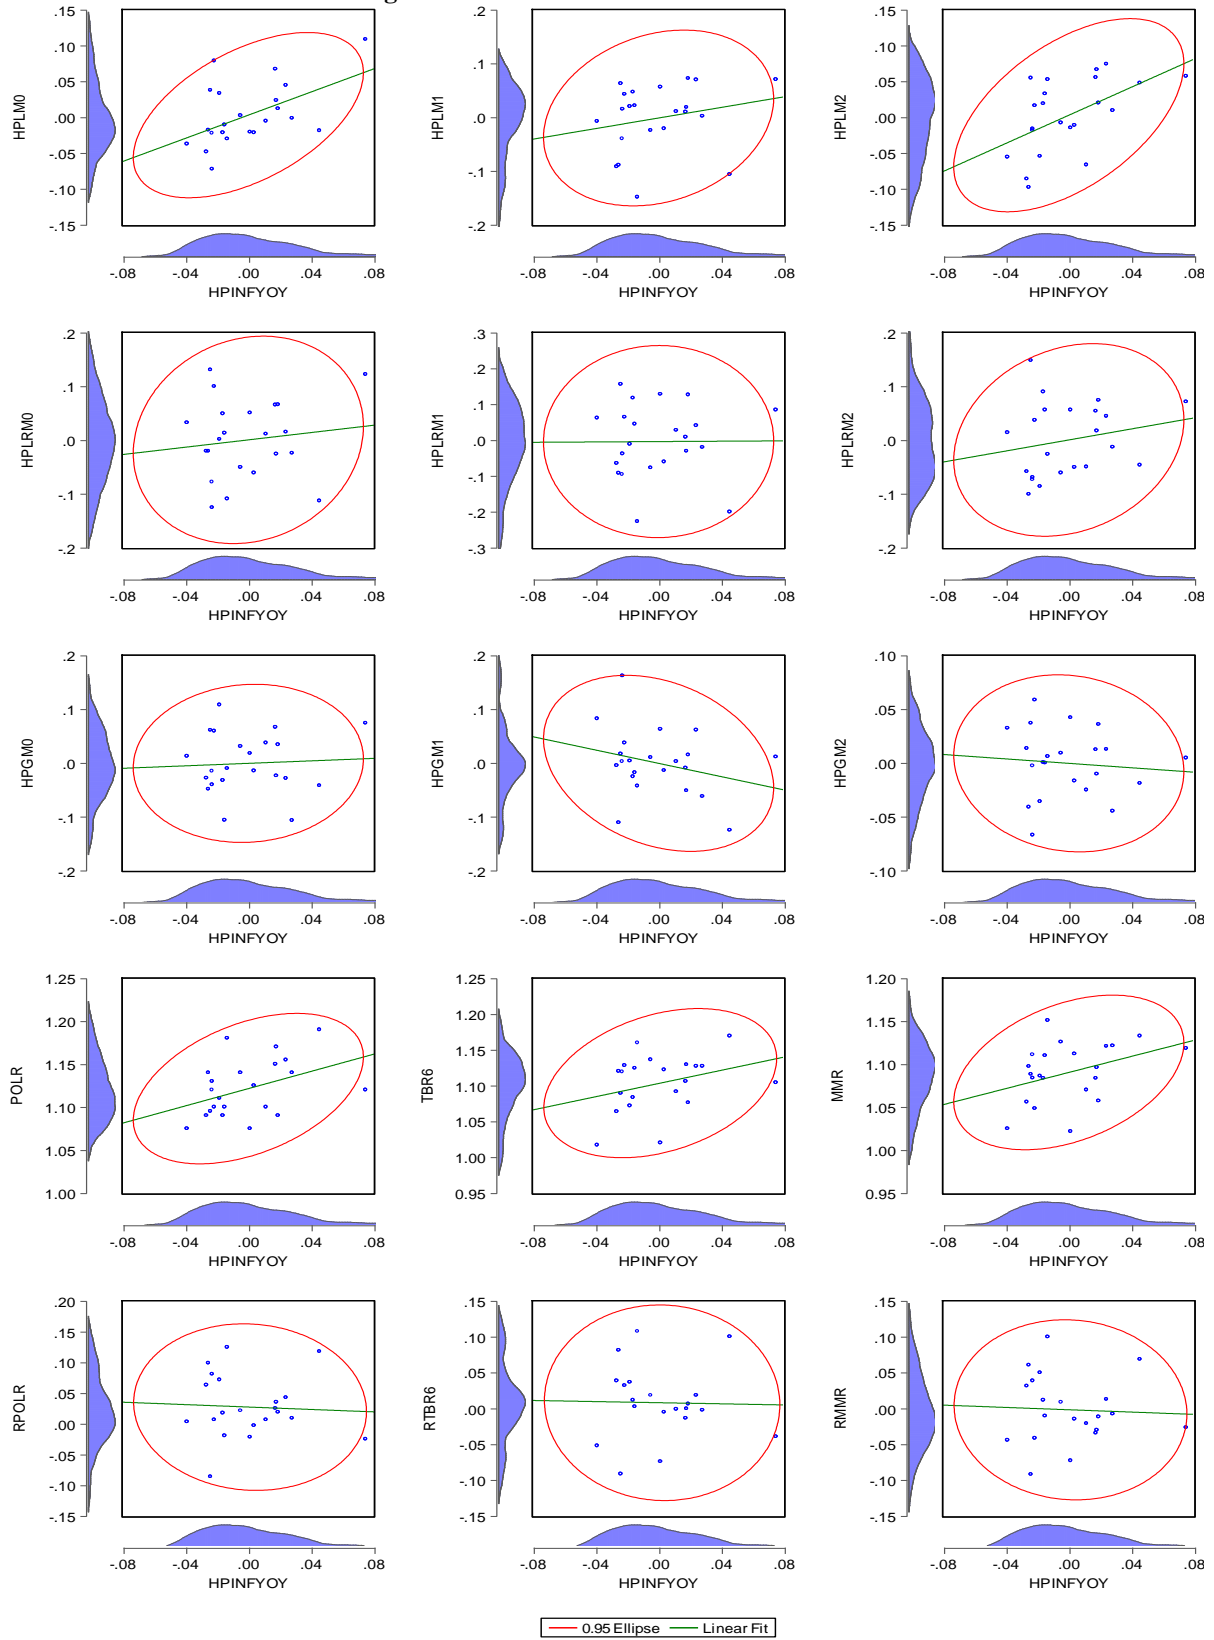 .15 .10 .05 .00 -.05 -.10 -.15 HPLM0
-.08 -.04 .00 .04 .08
HPINFYOY
.2 .1 .0 -.1 -.2 HPLM1
-.08 -.04 .00 .04 .08
HPINFYOY
.15 .10 .05 .00 -.05 -.10 -.15 HPLM2
-.08 -.04 .00 .04 .08
HPINFYOY
.2 .1 .0 -.1 -.2 HPLRM0
-.08 -.04 .00 .04 .08
HPINFYOY
.3 .2 .1 .0 -.1 -.2 -.3 HPLRM1
-.08 -.04 .00 .04 .08
HPINFYOY
.2 .1 .0 -.1 -.2 HPLRM2
-.08 -.04 .00 .04 .08
HPINFYOY
.2 .1 .0 -.1 -.2 HPGM0
-.08 -.04 .00 .04 .08
HPINFYOY
.2 .1 .0 -.1 -.2 HPGM1
-.08 -.04 .00 .04 .08
HPINFYOY
.10 .05 .00 -.05 -.10 HPGM2
-.08 -.04 .00 .04 .08
HPINFYOY
1.25 1.20 1.15 1.10 1.05 1.00 POLR
-.08 -.04 .00 .04 .08
HPINFYOY
1.25 1.20 1.15 1.10 1.05 1.00 0.95 TBR6
-.08 -.04 .00 .04 .08
HPINFYOY
1.20 1.15 1.10 1.05 1.00 0.95 MMR
-.08 -.04 .00 .04 .08
HPINFYOY
.20 .15 .10 .05 .00 -.05 -.10 -.15 RPOLR
-.08 -.04 .00 .04 .08
HPINFYOY
.15 .10 .05 .00 -.05 -.10 -.15 RTBR6
-.08 -.04 .00 .04 .08
HPINFYOY
.15 .10 .05 .00 -.05 -.10 -.15 RMMR
-.08 -.04 .00 .04 .08
HPINFYOY
0.95 Ellipse Linear Fit